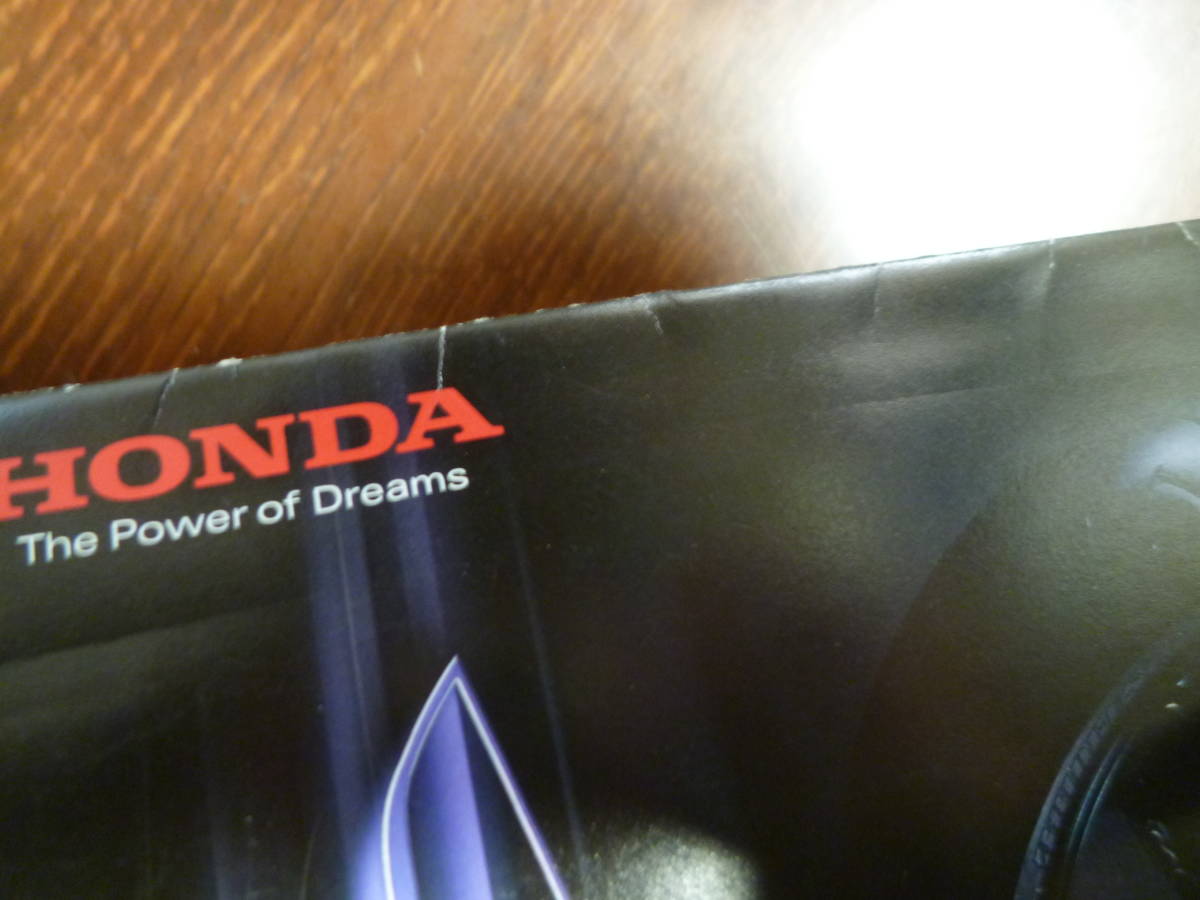 HONDA
The Power of Dreams